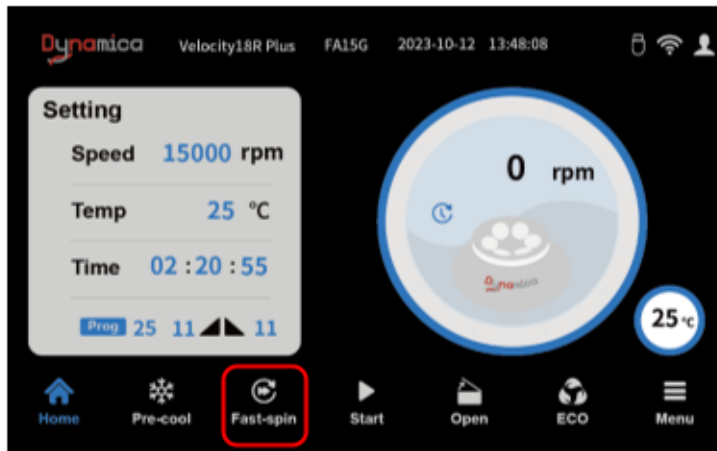 Dynamica Velocity18R Plus FA15G 2023-10-12 13:48:08
Setting
Speed 15000 rpm
Temp 25 °C
Time 02 : 20 : 55
Prog 25 11 11
0 rpm
Dynamica
25 °C
Home Pre-cool Fast-spin Start Open ECO Menu